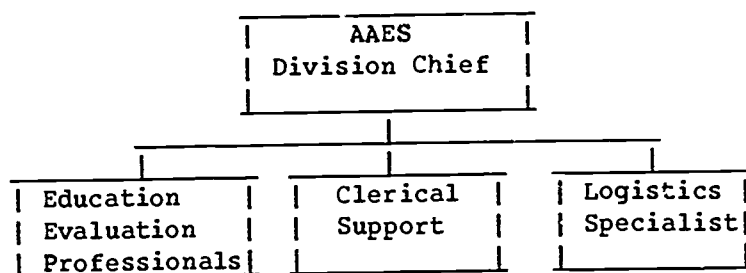 AAES
Division Chief
Education
Evaluation
Professionals
Clerical
Support
Logistics
Specialist